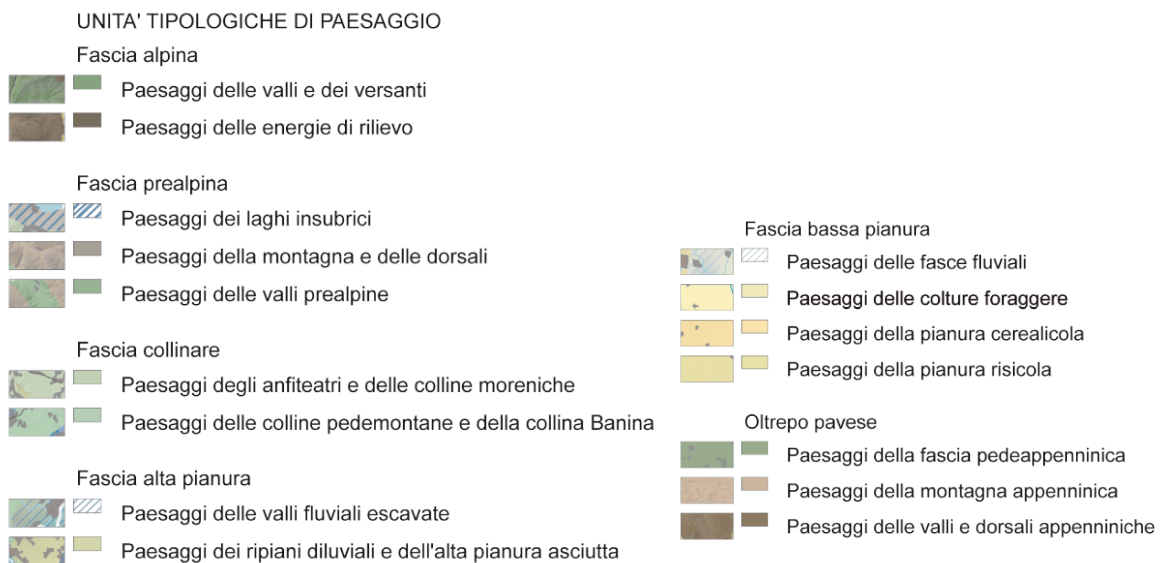 UNITA' TIPOLOGICHE DI PAESAGGIO
Fascia alpina
Paesaggi delle valli e dei versanti
Paesaggi delle energie di rilievo
Fascia prealpina
Paesaggi dei laghi insubrici
Paesaggi della montagna e delle dorsali
Paesaggi delle valli prealpine
Fascia collinare
Paesaggi degli anfiteatri e delle colline moreniche
Paesaggi delle colline pedemontane e della collina Banina
Fascia alta pianura
Paesaggi delle valli fluviali escavate
Paesaggi dei ripiani diluviali e dell'alta pianura asciutta
Fascia bassa pianura
Paesaggi delle fasce fluviali
Paesaggi delle colture foraggere
Paesaggi della pianura cerealicola
Paesaggi della pianura risicola
Oltrepo pavese
Paesaggi della fascia pedeappenninica
Paesaggi della montagna appenninica
Paesaggi delle valli e dorsali appenniniche